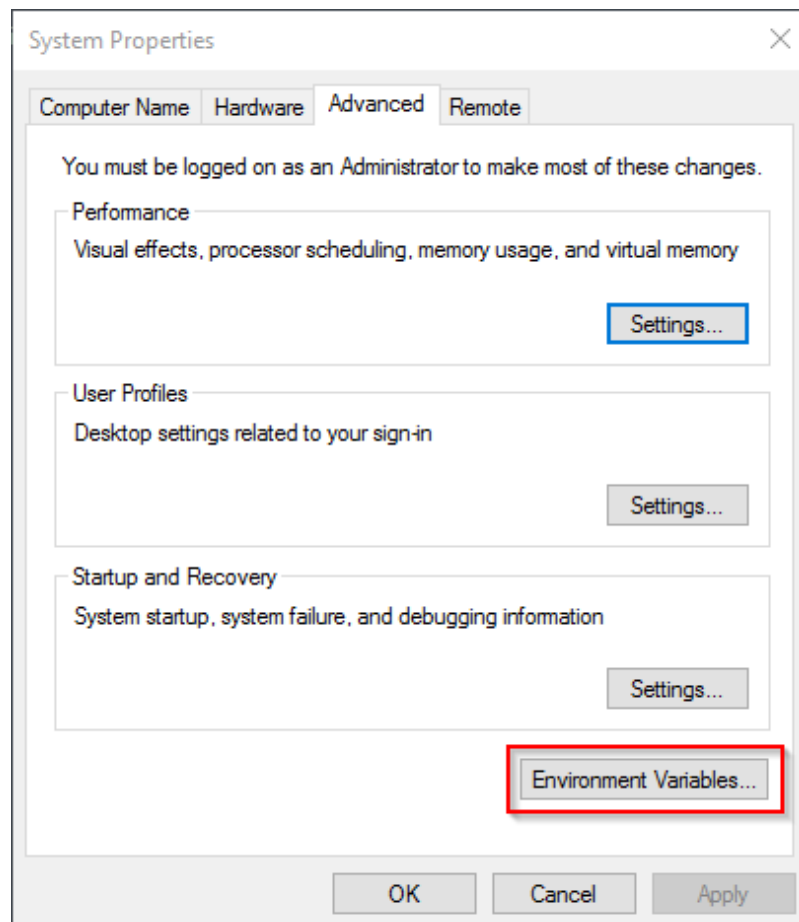 System Properties
Computer Name Hardware Advanced Remote
You must be logged on as an Administrator to make most of these changes.
Performance
Visual effects, processor scheduling, memory usage, and virtual memory
Settings...
User Profiles
Desktop settings related to your sign-in
Settings...
Startup and Recovery
System startup, system failure, and debugging information
Settings...
Environment Variables...
OK Cancel Apply